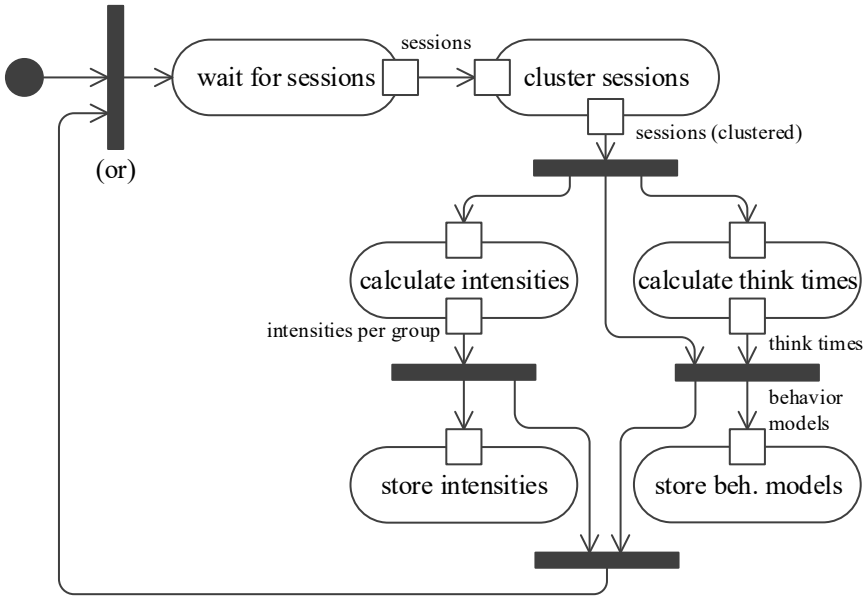 sessions
wait for sessions
cluster sessions
sessions (clustered)
(or)
calculate intensities
calculate think times
intensities per group
think times
behavior
models
store intensities
store beh. models